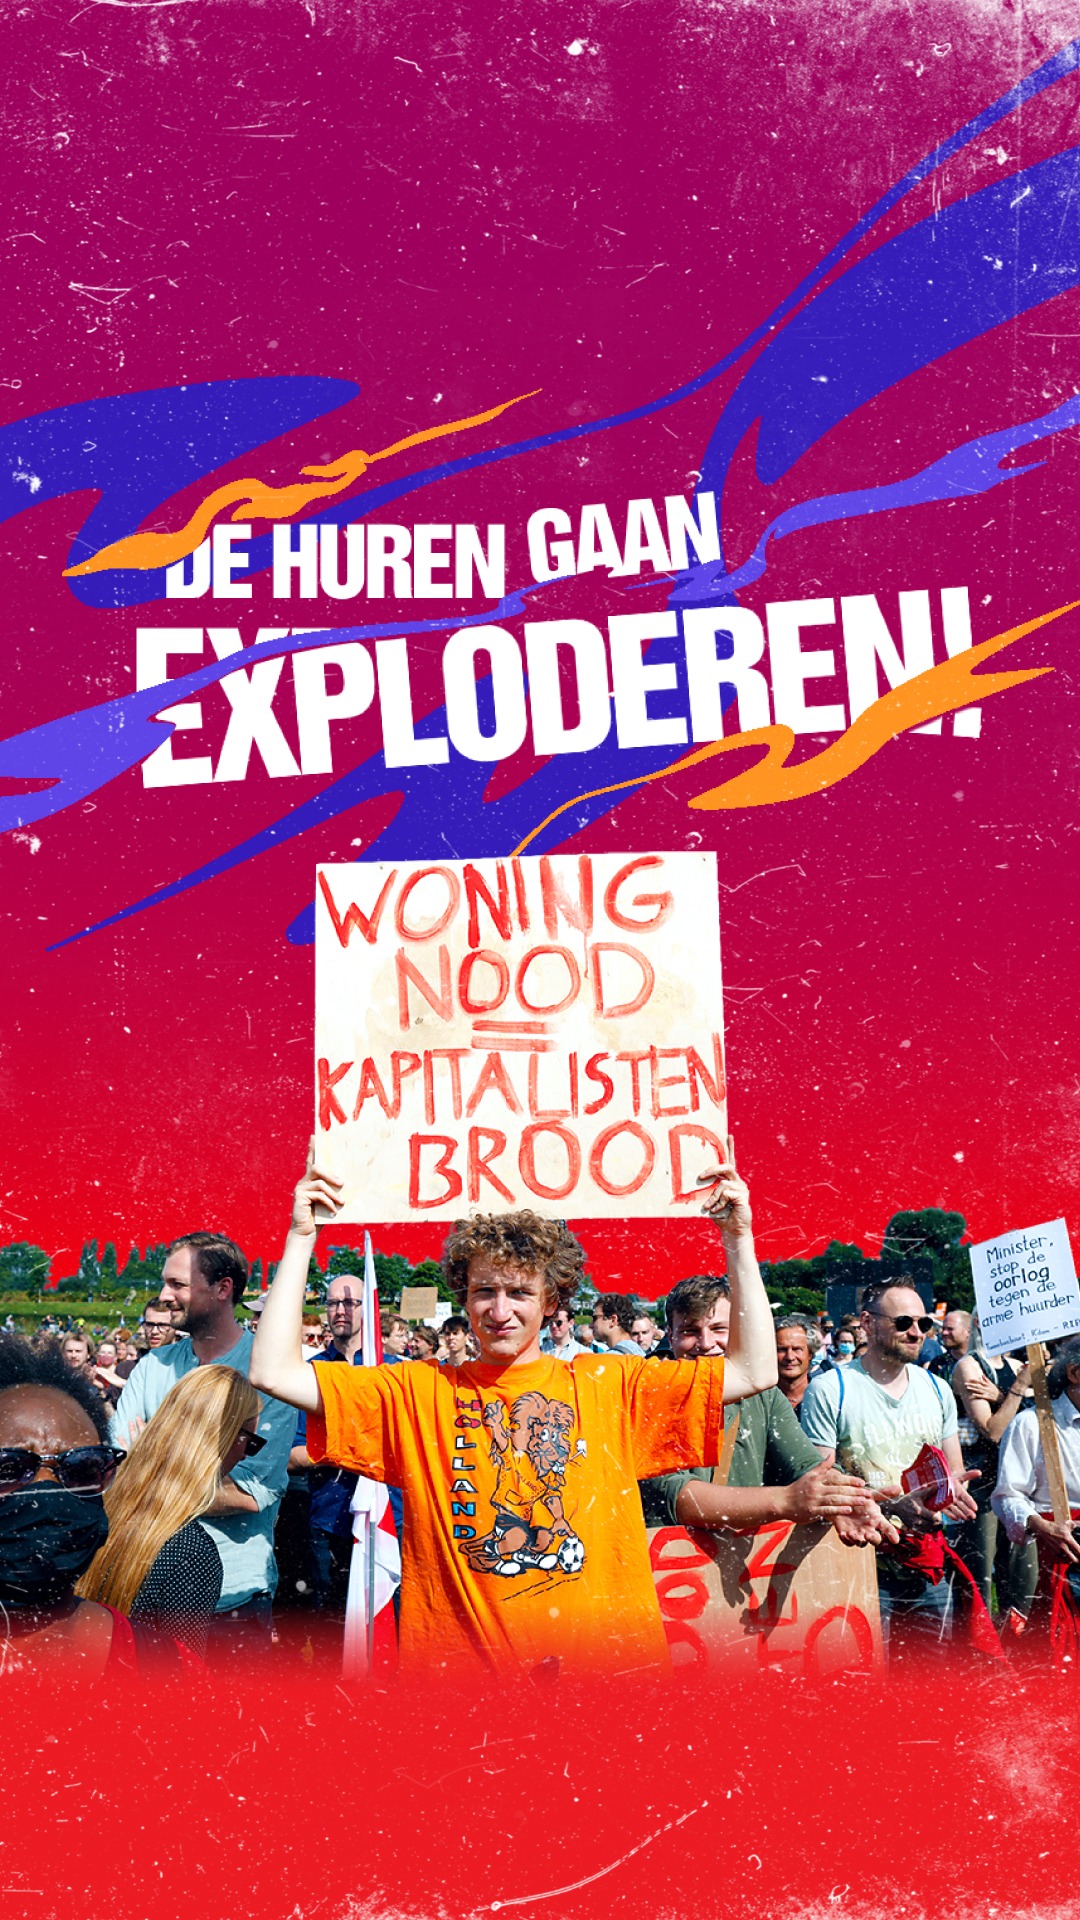 DE HUREN GAAN
EXPLODEREN!
WONING
NOOD
=
KAPITALISTEN
BROOD
Minister,
stop de
oorlog
tegen de
arme huurder
HOLLAND